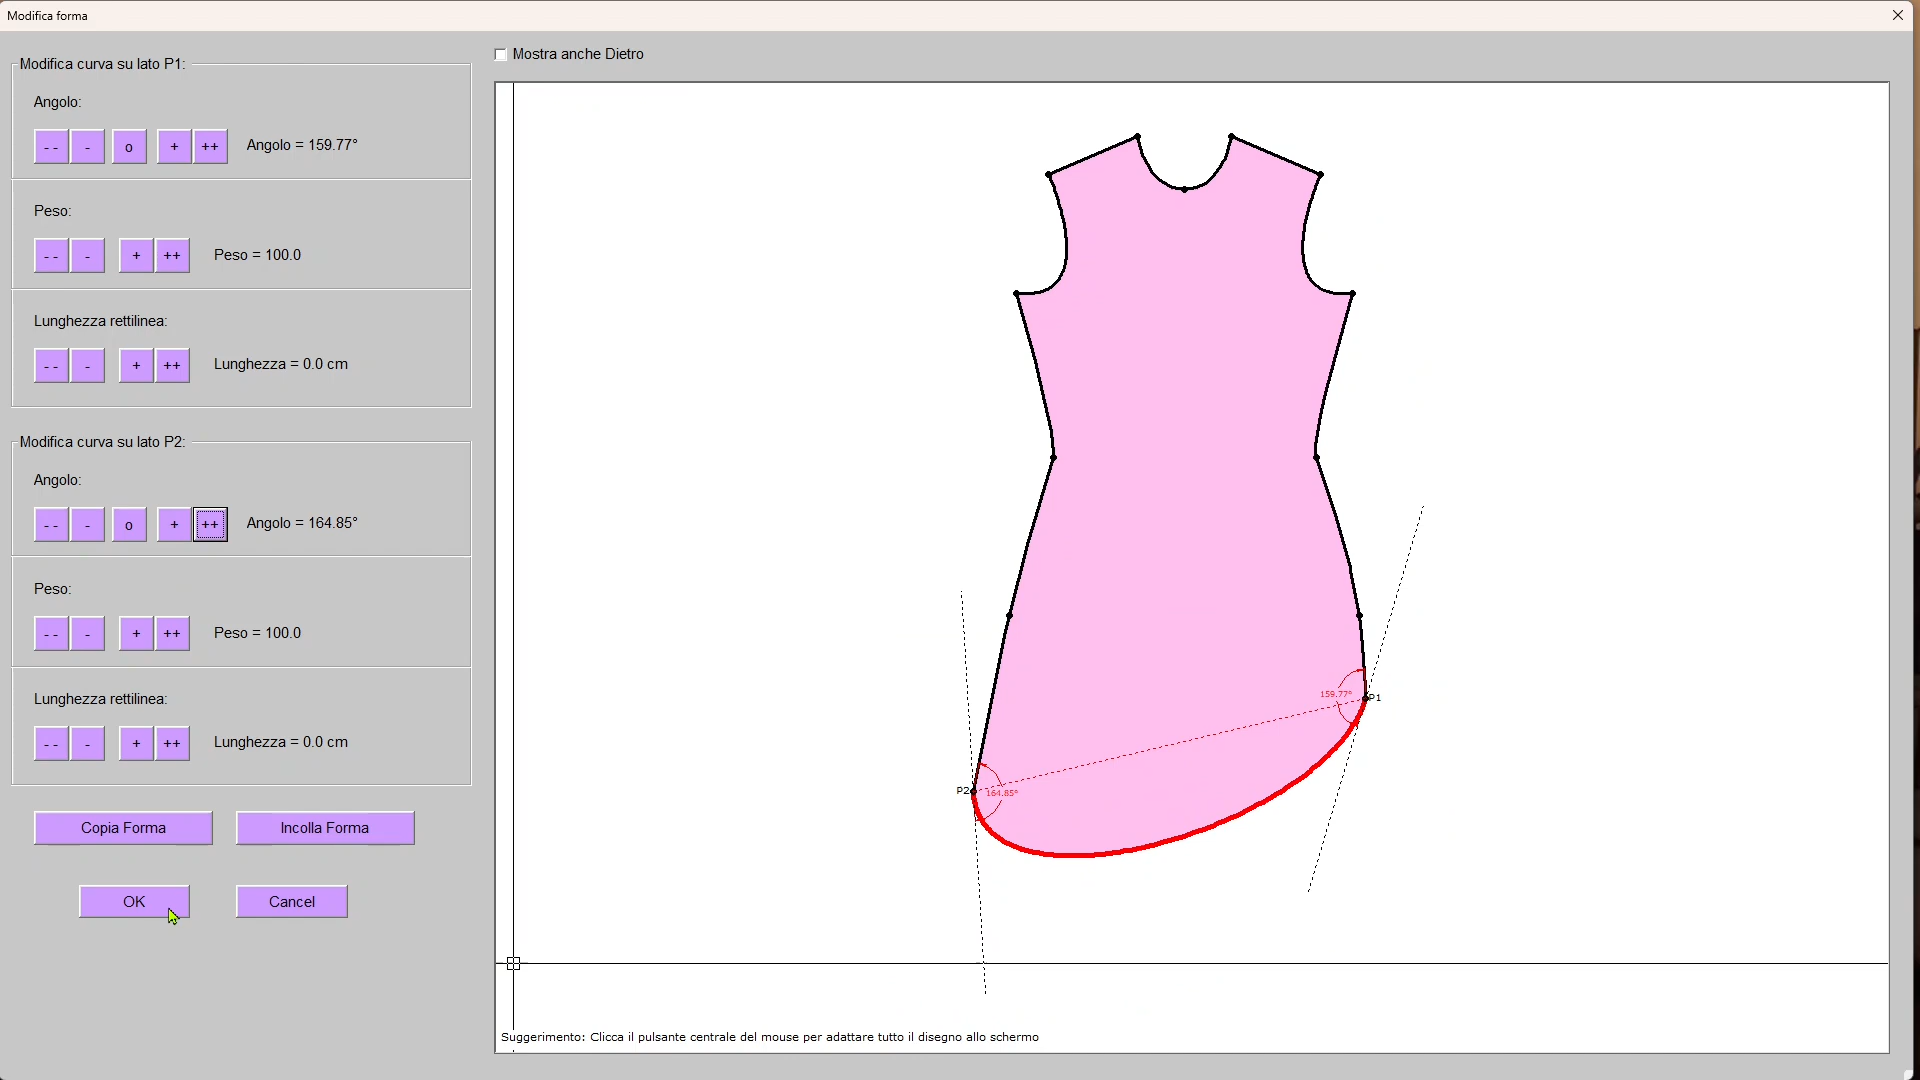 Modifica forma
Mostra anche Dietro
Modifica curva su lato P1:
Angolo:
-- - o + ++ Angolo = 159.77°
Peso:
-- - + ++ Peso = 100.0
Lunghezza rettilinea:
-- - + ++ Lunghezza = 0.0 cm
Modifica curva su lato P2:
Angolo:
-- - o + ++ Angolo = 164.85°
Peso:
-- - + ++ Peso = 100.0
Lunghezza rettilinea:
-- - + ++ Lunghezza = 0.0 cm
Copia Forma Incolla Forma
OK Cancel
159.77° P1
P2 164.85°
Suggerimento: Clicca il pulsante centrale del mouse per adattare tutto il disegno allo schermo